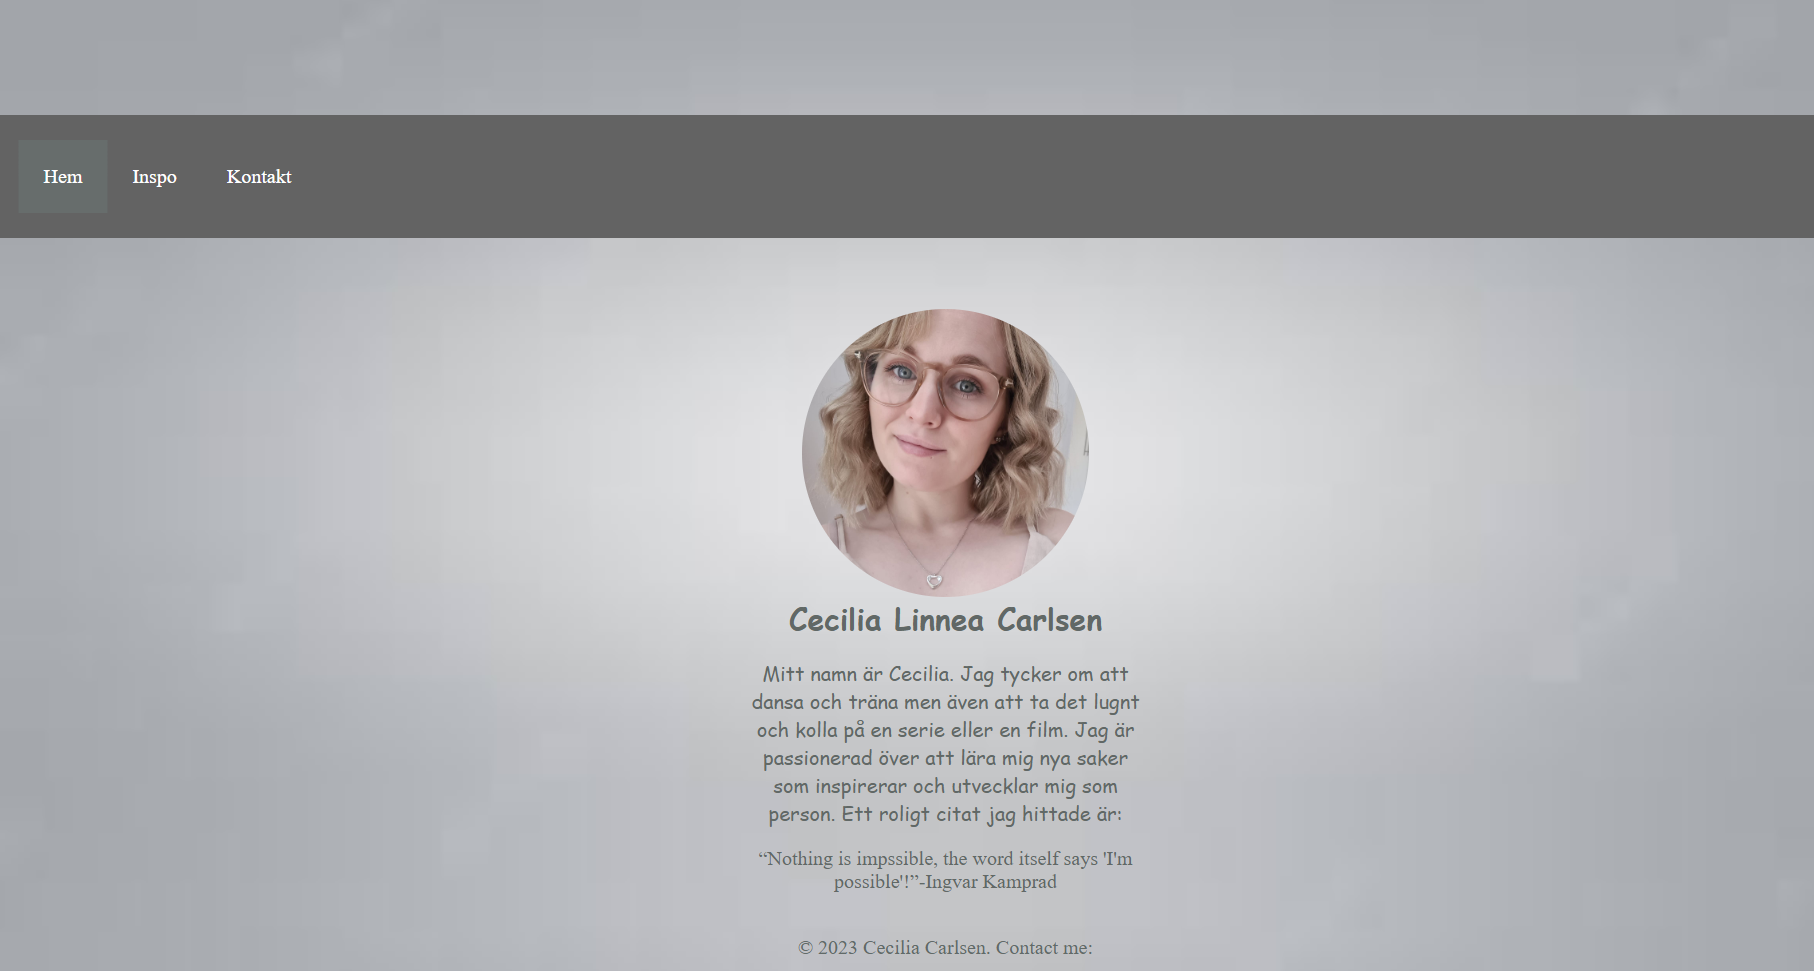 Hem Inspo Kontakt
Cecilia Linnea Carlsen
Mitt namn är Cecilia. Jag tycker om att
dansa och träna men även att ta det lugnt
och kolla på en serie eller en film. Jag är
passionerad över att lära mig nya saker
som inspirerar och utvecklar mig som
person. Ett roligt citat jag hittade är:
“Nothing is impssible, the word itself says 'I'm
possible'!”-Ingvar Kamprad
© 2023 Cecilia Carlsen. Contact me: